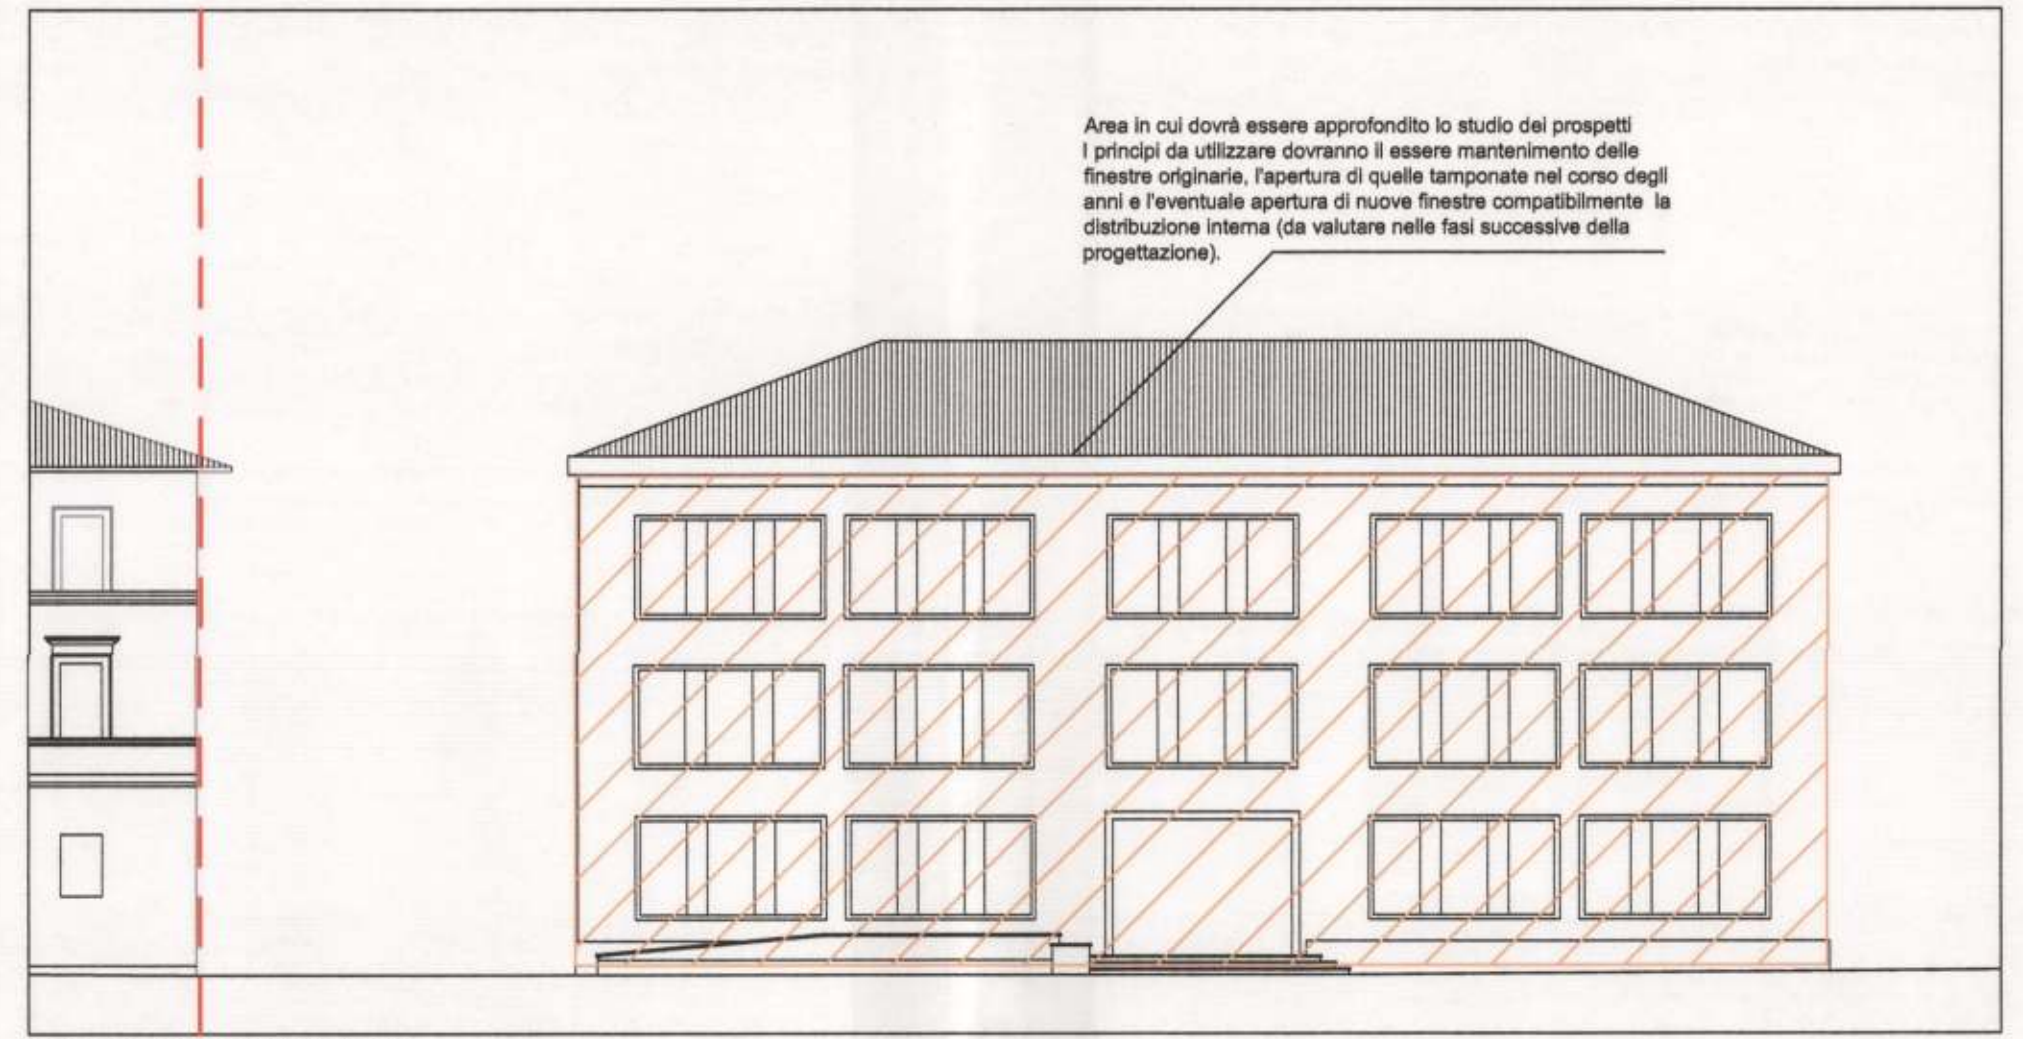 Area in cui dovrà essere approfondito lo studio dei prospetti
I principi da utilizzare dovranno il essere mantenimento delle
finestre originarie, l'apertura di quelle tamponate nel corso degli
anni e l'eventuale apertura di nuove finestre compatibilmente la
distribuzione interna (da valutare nelle fasi successive della
progettazione).